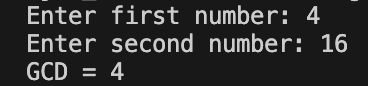 Enter first number: 4
Enter second number: 16
GCD = 4